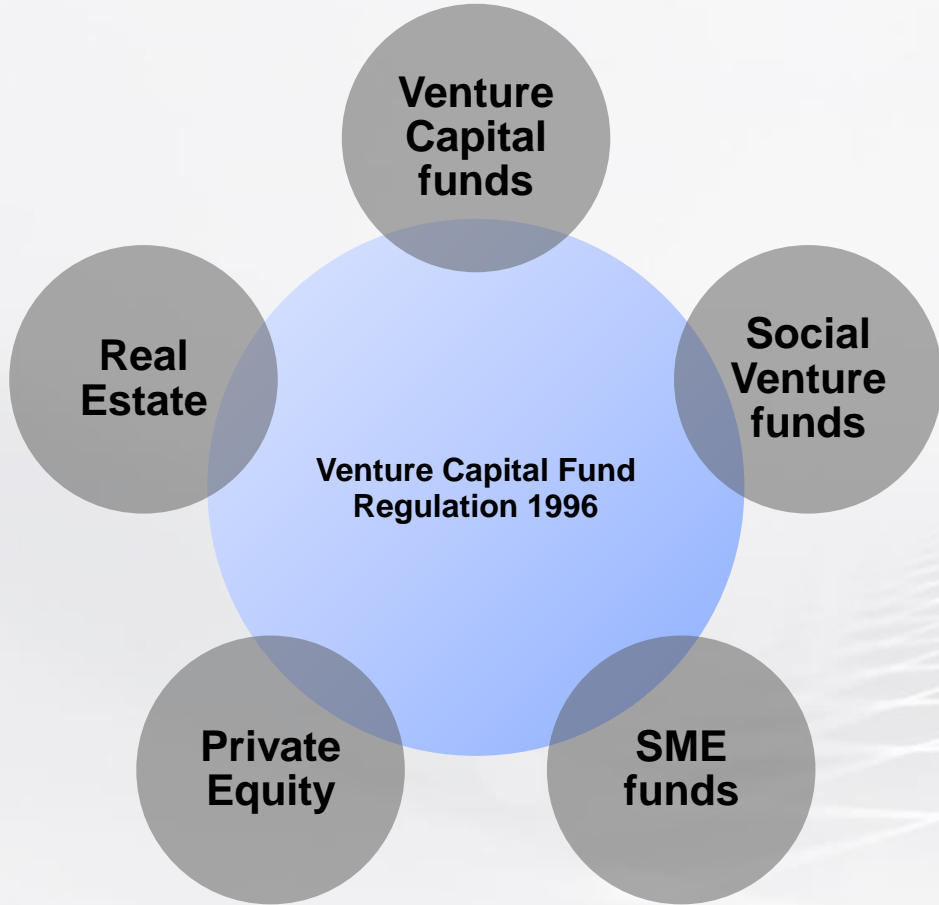 Venture
Capital
funds
Social
Venture
funds
Real
Estate
Venture Capital Fund
Regulation 1996
Private
Equity
SME
funds